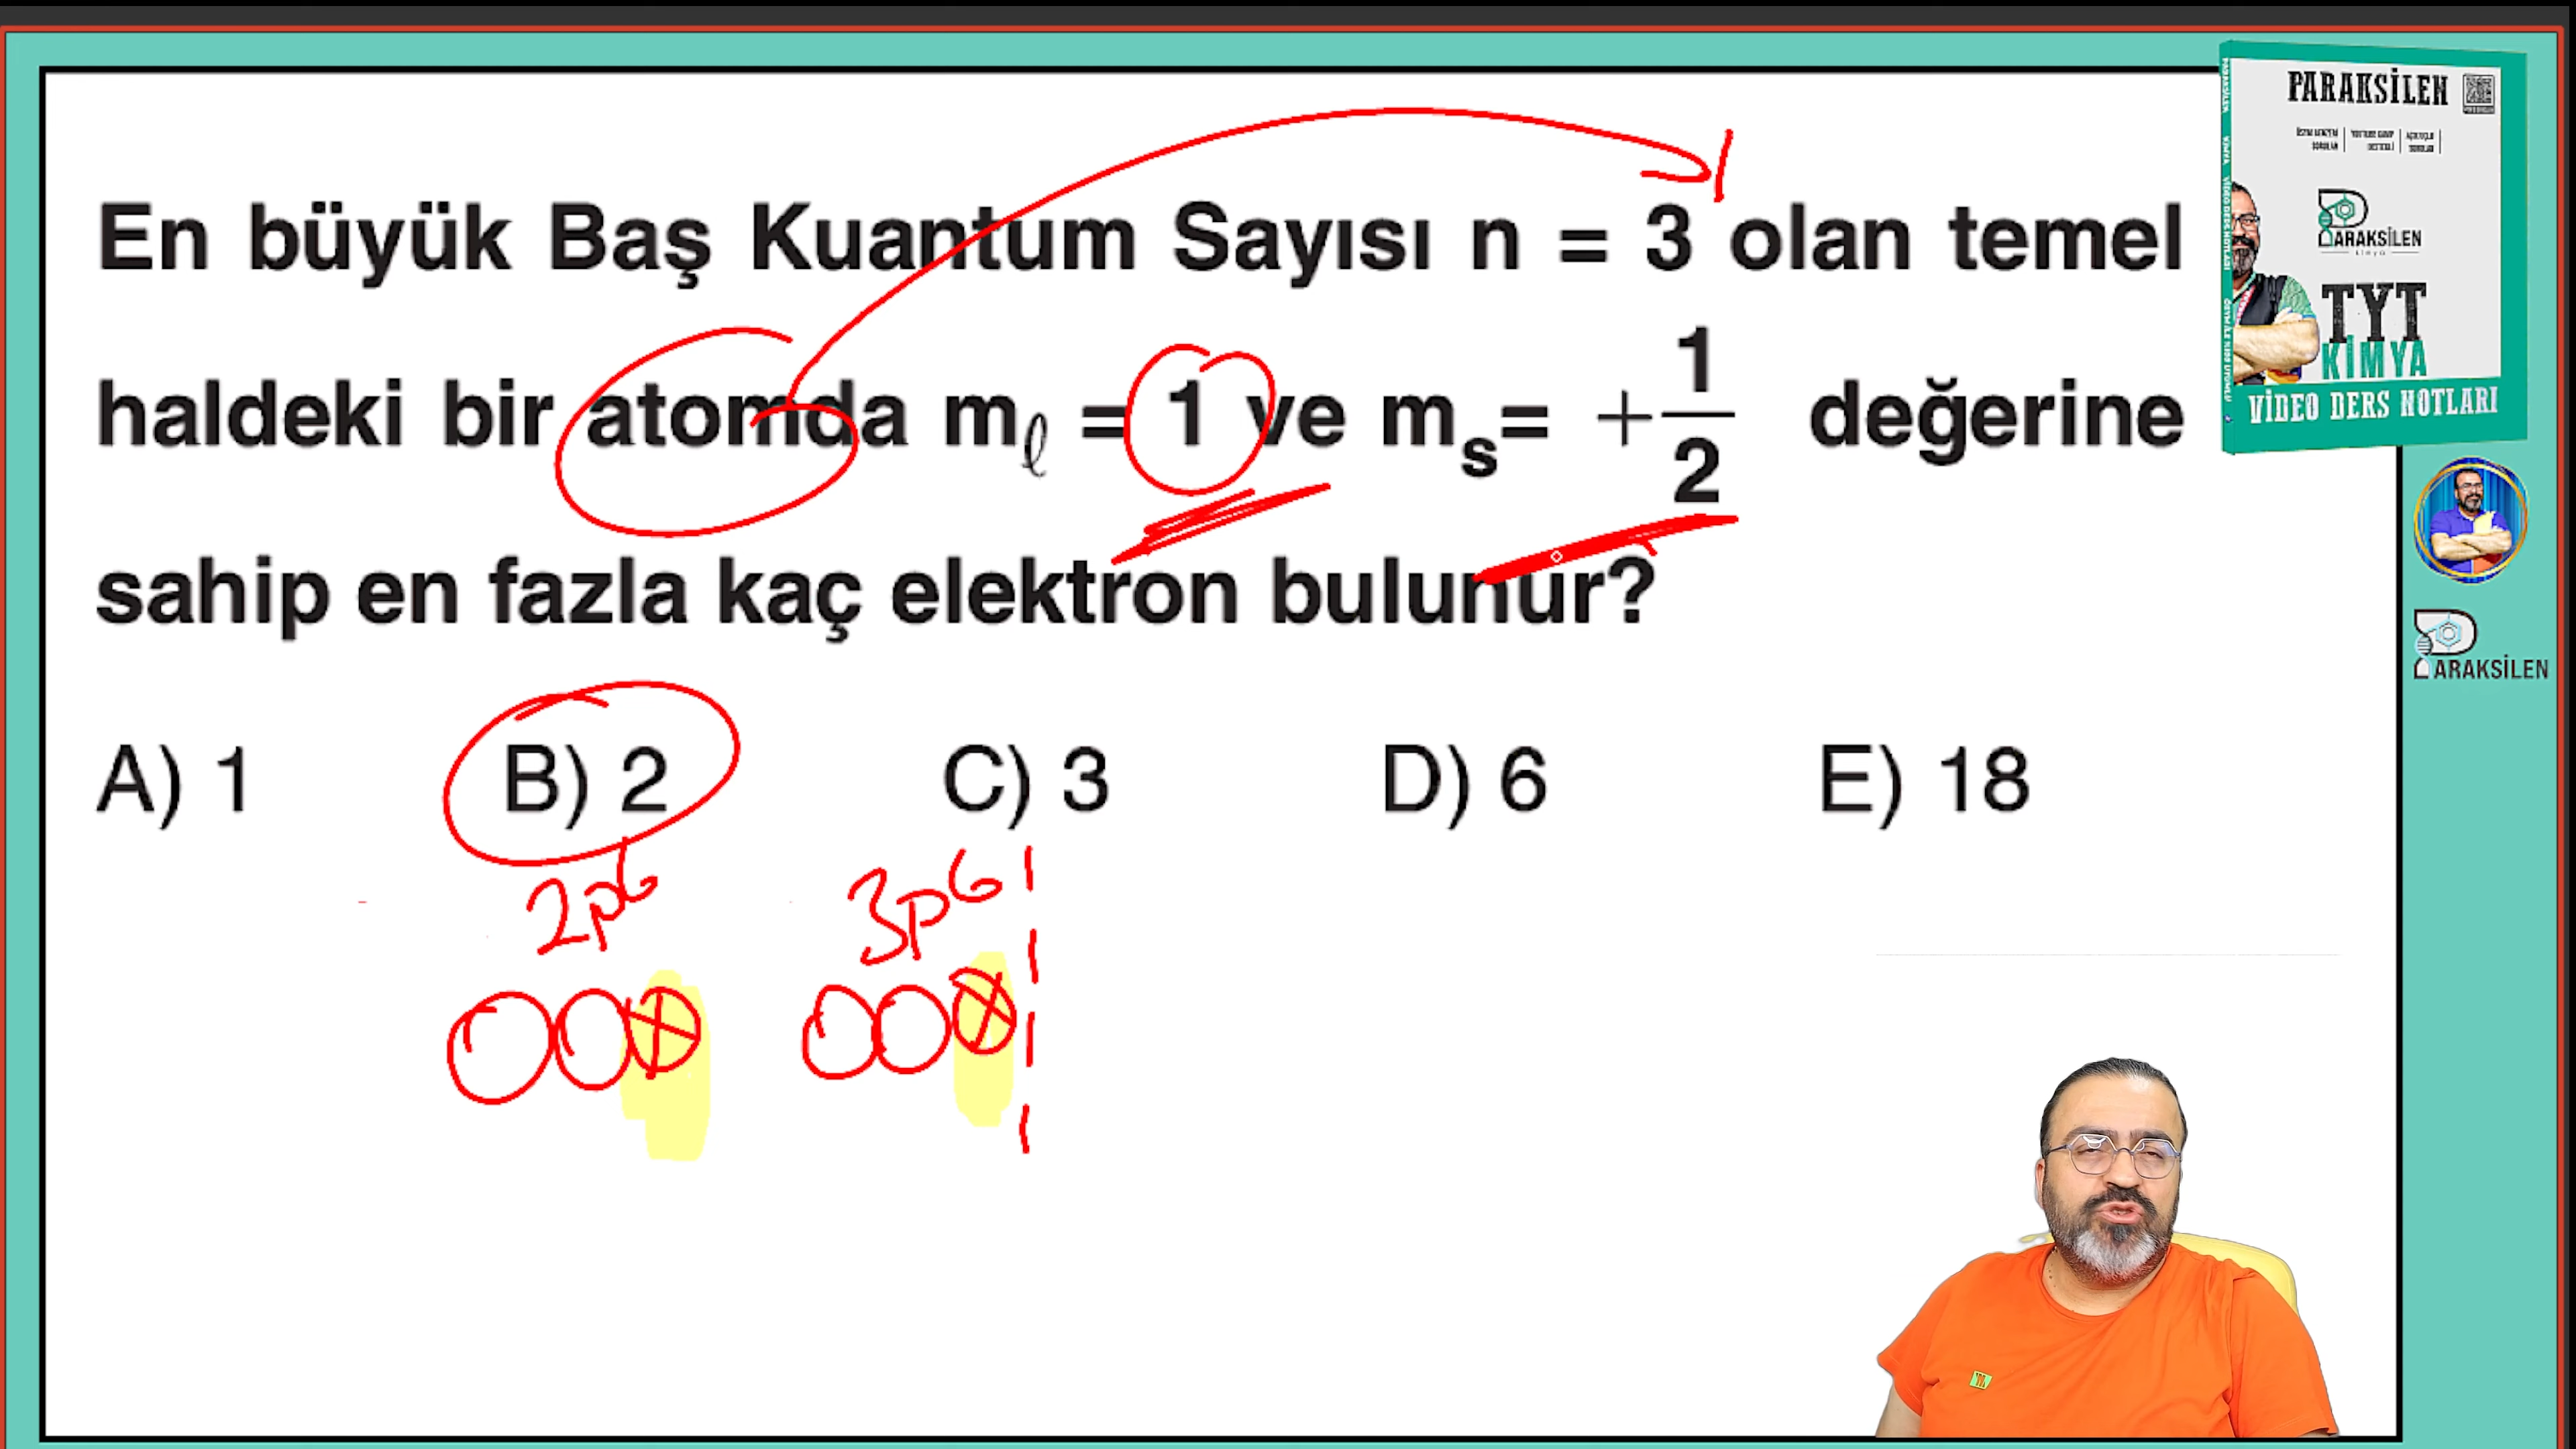 En büyük Baş Kuantum Sayısı n = 3 olan temel
haldeki bir atomda mℓ = 1 ve ms = +1/2 değerine
sahip en fazla kaç elektron bulunur?
A) 1 B) 2 C) 3 D) 6 E) 18
2p6 3p6
PARAKSİLEN
PARAKSİLEN
kimya
TYT
KİMYA
VİDEO DERS NOTLARI
PARAKSİLEN